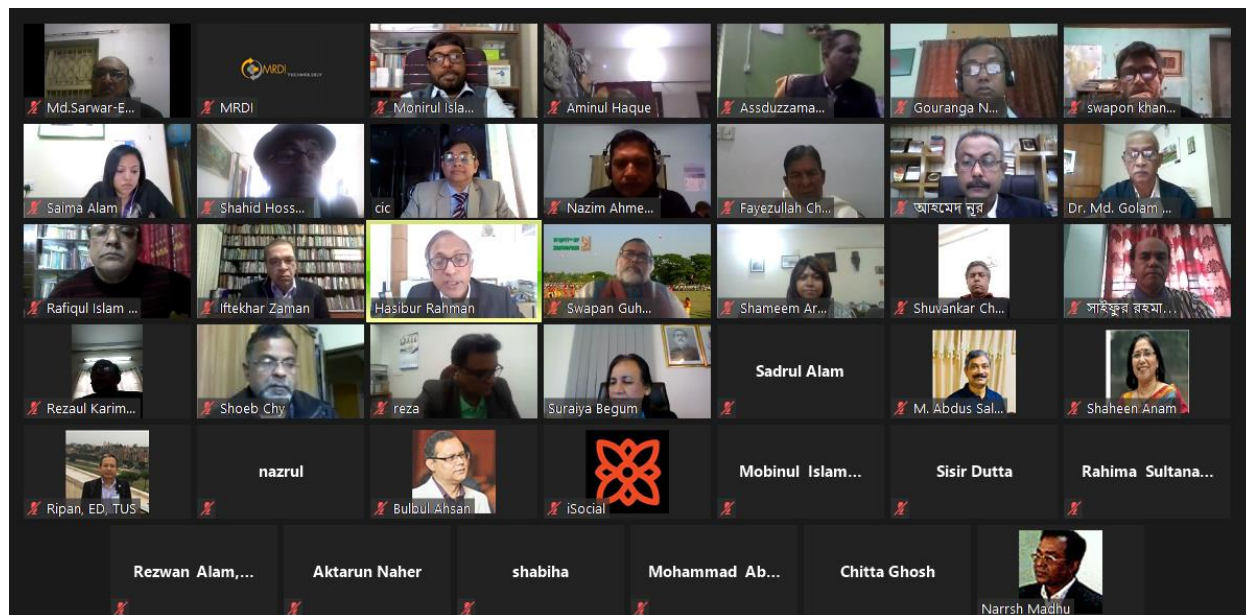 Md.Sarwar-E...
MRDI TECHNOLOGY
MRDI
Monirul Isla...
Aminul Haque
Assduzzama...
Gouranga N...
swapon khan...
Saima Alam
Shahid Hoss...
cic
Nazim Ahme...
Fayezullah Ch...
আহমেদ নূর
Dr. Md. Golam ...
Rafiqul Islam ...
Iftekhar Zaman
Hasibur Rahman
Swapan Guh...
Shameem Ar...
Shuvankar Ch...
সাইফুর রহমা...
Rezaul Karim...
Shoeb Chy
reza
Suraiya Begum
Sadrul Alam
M. Abdus Sal...
Shaheen Anam
Ripan, ED, TUS
nazrul
Bulbul Ahsan
iSocial
Mobinul Islam...
Sisir Dutta
Rahima Sultana...
Rezwan Alam,...
Aktarun Naher
shabiha
Mohammad Ab...
Chitta Ghosh
Narrsh Madhu